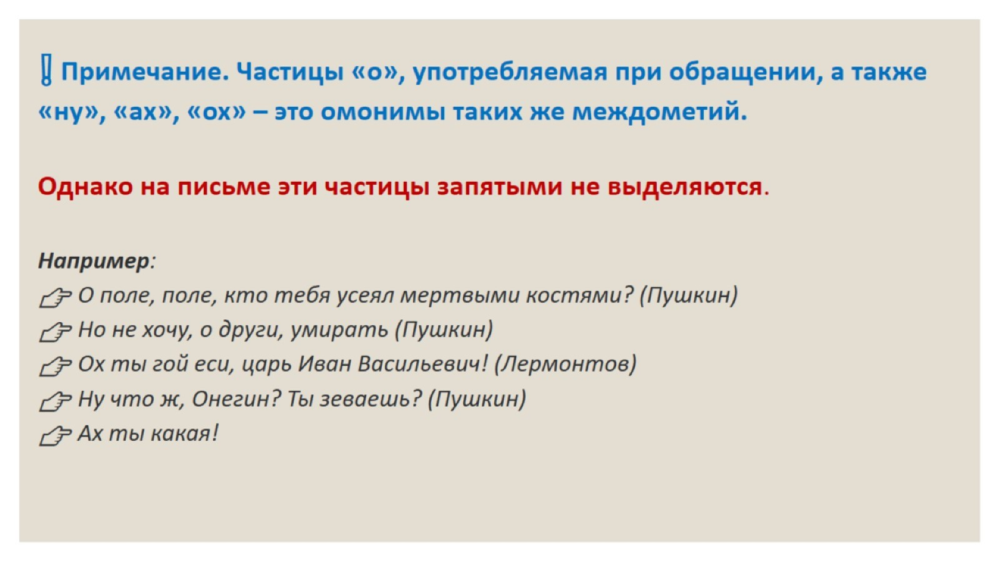 Примечание. Частицы «о», употребляемая при обращении, а также
«ну», «ах», «ох» – это омонимы таких же междометий.
Однако на письме эти частицы запятыми не выделяются.
Например:
О поле, поле, кто тебя усеял мертвыми костями? (Пушкин)
Но не хочу, о други, умирать (Пушкин)
Ох ты гой еси, царь Иван Васильевич! (Лермонтов)
Ну что ж, Онегин? Ты зеваешь? (Пушкин)
Ах ты какая!